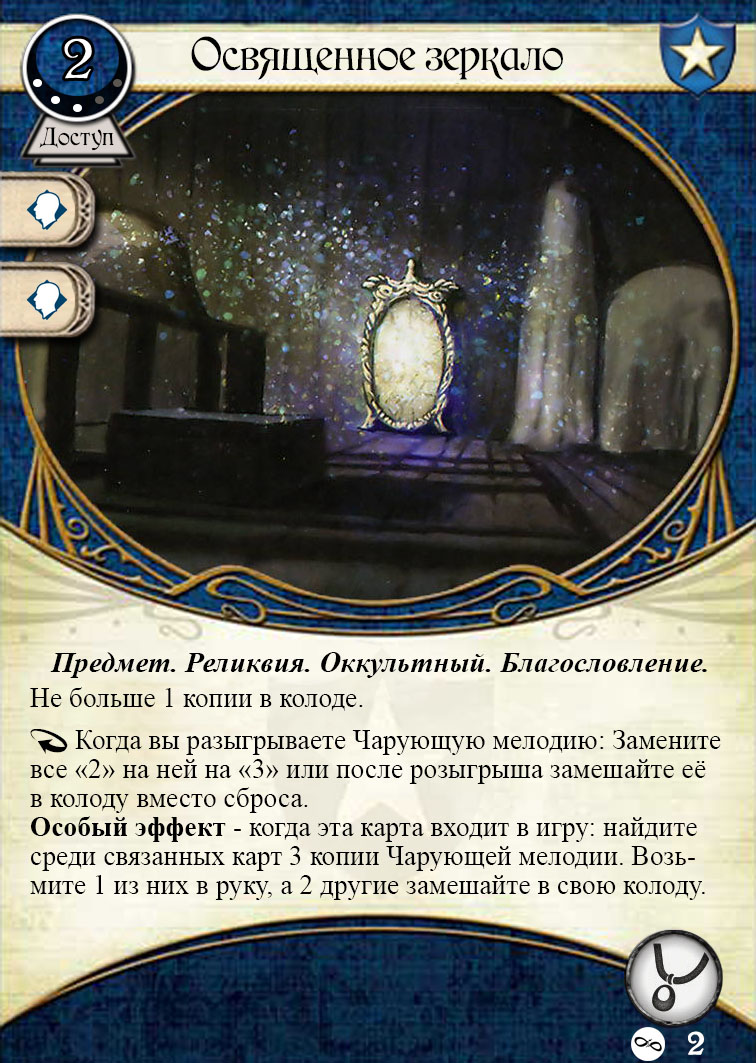 2
Освященное зеркало
Доступ
Предмет. Реликвия. Оккультный. Благословление.
Не больше 1 копии в колоде.
Когда вы разыгрываете Чарующую мелодию: Замените
все «2» на ней на «3» или после розыгрыша замешайте её
в колоду вместо сброса.
Особый эффект - когда эта карта входит в игру: найдите
среди связанных карт 3 копии Чарующей мелодии. Возь-
мите 1 из них в руку, а 2 другие замешайте в свою колоду.
2